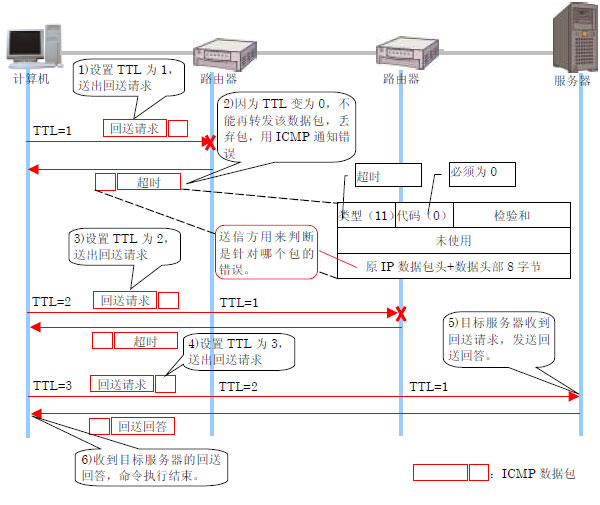 计算机
路由器
路由器
服务器
1)设置 TTL 为 1，
送出回送请求
2)因为 TTL 变为 0，不
能再转发该数据包，丢
弃包，用 ICMP 通知错
误
TTL=1
回送请求
超时
超时
必须为 0
类型（11）
代码（0）
检验和
未使用
原 IP 数据包头+数据头部 8 字节
送信方用来判断
是针对哪个包的
错误。
3)设置 TTL 为 2，
送出回送请求
TTL=2
回送请求
TTL=1
超时
4)设置 TTL 为 3，
送出回送请求
5)目标服务器收到
回送请求，发送回
送回答。
TTL=3
回送请求
TTL=2
TTL=1
回送回答
6)收到目标服务器的回送
回答，命令执行结束。
：ICMP 数据包